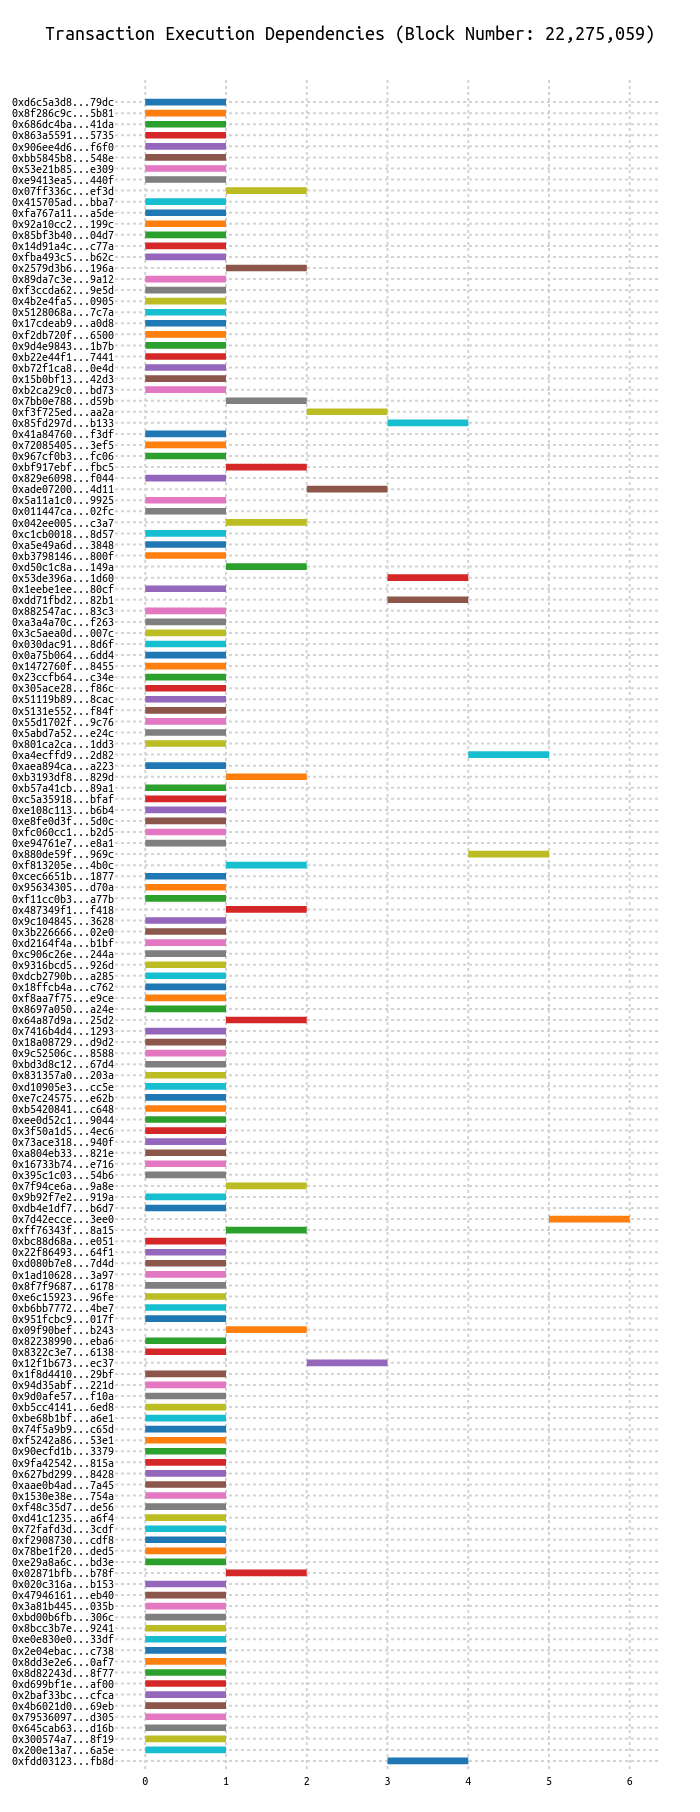 Transaction Execution Dependencies (Block Number: 22,275,059)
0xd6c5a3d8...79dc
0x8f286c9c...5b81
0x686dc4ba...41da
0x863a5591...5735
0x906ee4d6...f6f0
0xbb5845b8...548e
0x53e21b85...e309
0xe9413ea5...440f
0x07ff336c...ef3d
0x415705ad...bba7
0xfa767a11...a5de
0x92a10cc2...199c
0x85bf3b40...04d7
0x14d91a4c...c77a
0xfba493c5...b62c
0x2579d3b6...196a
0x89da7c3e...9a12
0xf3ccda62...9e5d
0x4b2e4fa5...0905
0x5128068a...7c7a
0x17cdeab9...a0d8
0xf2db720f...6500
0x9d4e9843...1b7b
0xb22e44f1...7441
0xb72f1ca8...0e4d
0x15b0bf13...42d3
0xb2ca29c0...bd73
0x7bb0e788...d59b
0xf3f725ed...aa2a
0x85fd297d...b133
0x41a84760...f3df
0x72085405...3ef5
0x967cf0b3...fc06
0xbf917ebf...fbc5
0x829e6098...f044
0xade07200...4d11
0x5a11a1c0...9925
0x011447ca...02fc
0x042ee005...c3a7
0xc1cb0018...8d57
0xa5e49a6d...3848
0xb3798146...800f
0xd50c1c8a...149a
0x53de396a...1d60
0x1eebe1ee...80cf
0xdd71fbd2...82b1
0x882547ac...83c3
0xa3a4a70c...f263
0x3c5aea0d...007c
0x030dac91...8d6f
0x0a75b064...6dd4
0x1472760f...8455
0x23ccfb64...c34e
0x305ace28...f86c
0x51119b89...8cac
0x5131e552...f84f
0x55d1702f...9c76
0x5abd7a52...e24c
0x801ca2ca...1dd3
0xa4ecffd9...2d82
0xaea894ca...a223
0xb3193df8...829d
0xb57a41cb...89a1
0xc5a35918...bfaf
0xe108c113...b6b4
0xe8fe0d3f...5d0c
0xfc060cc1...b2d5
0xe94761e7...e8a1
0x880de59f...969c
0xf813205e...4b0c
0xcec6651b...1877
0x95634305...d70a
0xf11cc0b3...a77b
0x487349f1...f418
0x9c104845...3628
0x3b226666...02e0
0xd2164f4a...b1bf
0xc906c26e...244a
0x9316bcd5...926d
0xdcb2790b...a285
0x18ffcb4a...c762
0xf8aa7f75...e9ce
0x8697a050...a24e
0x64a87d9a...25d2
0x7416b4d4...1293
0x18a08729...d9d2
0x9c52506c...8588
0xbd3d8c12...67d4
0x831357a0...203a
0xd10905e3...cc5e
0xe7c24575...e62b
0xb5420841...c648
0xee0d52c1...9044
0x3f50a1d5...4ec6
0x73ace318...940f
0xa804eb33...821e
0x16733b74...e716
0x395c1c03...54b6
0x7f94ce6a...9a8e
0x9b92f7e2...919a
0xdb4e1df7...b6d7
0x7d42ecce...3ee0
0xff76343f...8a15
0xbc88d68a...e051
0x22f86493...64f1
0xd080b7e8...7d4d
0x1ad10628...3a97
0x8f7f9687...6178
0xe6c15923...96fe
0xb6bb7772...4be7
0x951fcbc9...017f
0x09f90bef...b243
0x82238990...eba6
0x8322c3e7...6138
0x12f1b673...ec37
0x1f8d4410...29bf
0x94d35abf...221d
0x9d0afe57...f10a
0xb5cc4141...6ed8
0xbe68b1bf...a6e1
0x74f5a9b9...c65d
0xf5242a86...53e1
0x90ecfd1b...3379
0x9fa42542...815a
0x627bd299...8428
0xaae0b4ad...7a45
0x1530e38e...754a
0xf48c35d7...de56
0xd41c1235...a6f4
0x72fafd3d...3cdf
0xf2908730...cdf8
0x78be1f20...ded5
0xe29a8a6c...bd3e
0x02871bfb...b78f
0x020c316a...b153
0x47946161...eb40
0x3a81b445...035b
0xbd00b6fb...306c
0x8bcc3b7e...9241
0xe0e830e0...33df
0x2e04ebac...c738
0x8dd3e2e6...0af7
0x8d82243d...8f77
0xd699bf1e...af00
0x2baf33bc...cfca
0x4b6021d0...69eb
0x79536097...d305
0x645cab63...d16b
0x300574a7...8f19
0x200e13a7...6a5e
0xfdd03123...fb8d
0 1 2 3 4 5 6